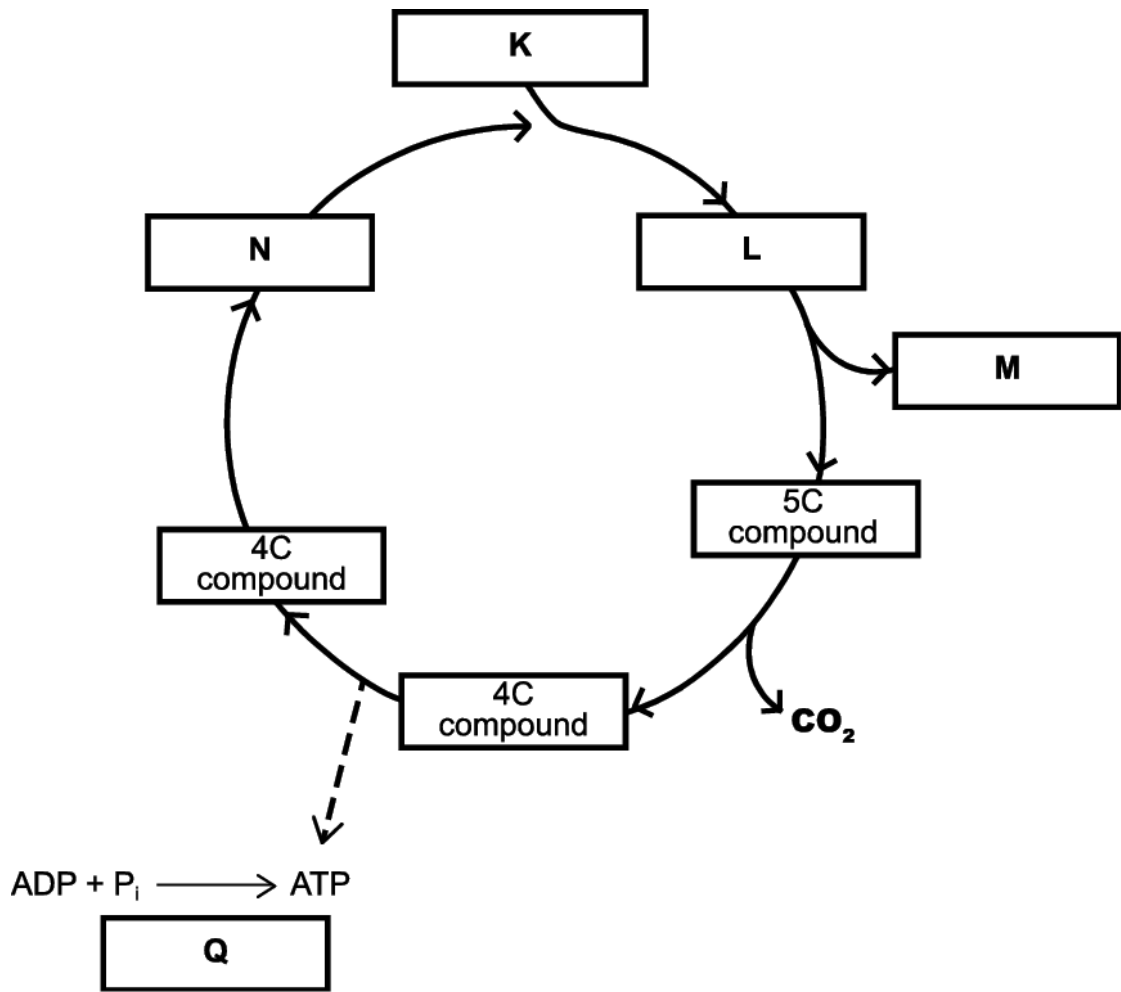 K
N
L
M
5C
compound
4C
compound
4C
compound
CO₂
ADP + Pᵢ ⟶ ATP
Q